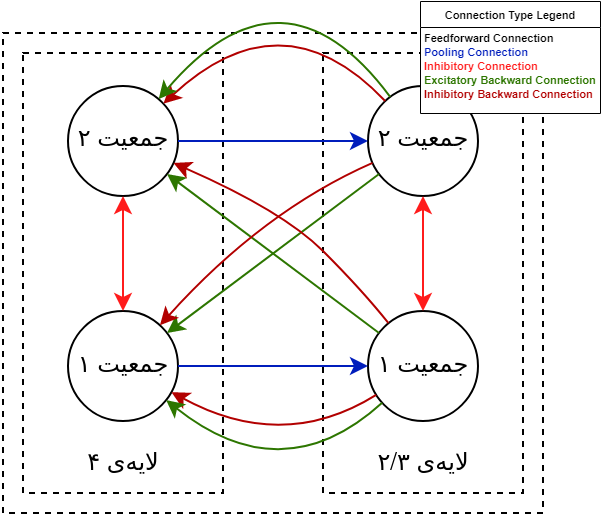 Connection Type Legend
Feedforward Connection
Pooling Connection
Inhibitory Connection
Excitatory Backward Connection
Inhibitory Backward Connection
جمعیت ۲
جمعیت ۲
جمعیت ۱
جمعیت ۱
لایه‌ی ۴
لایه‌ی ۲/۳